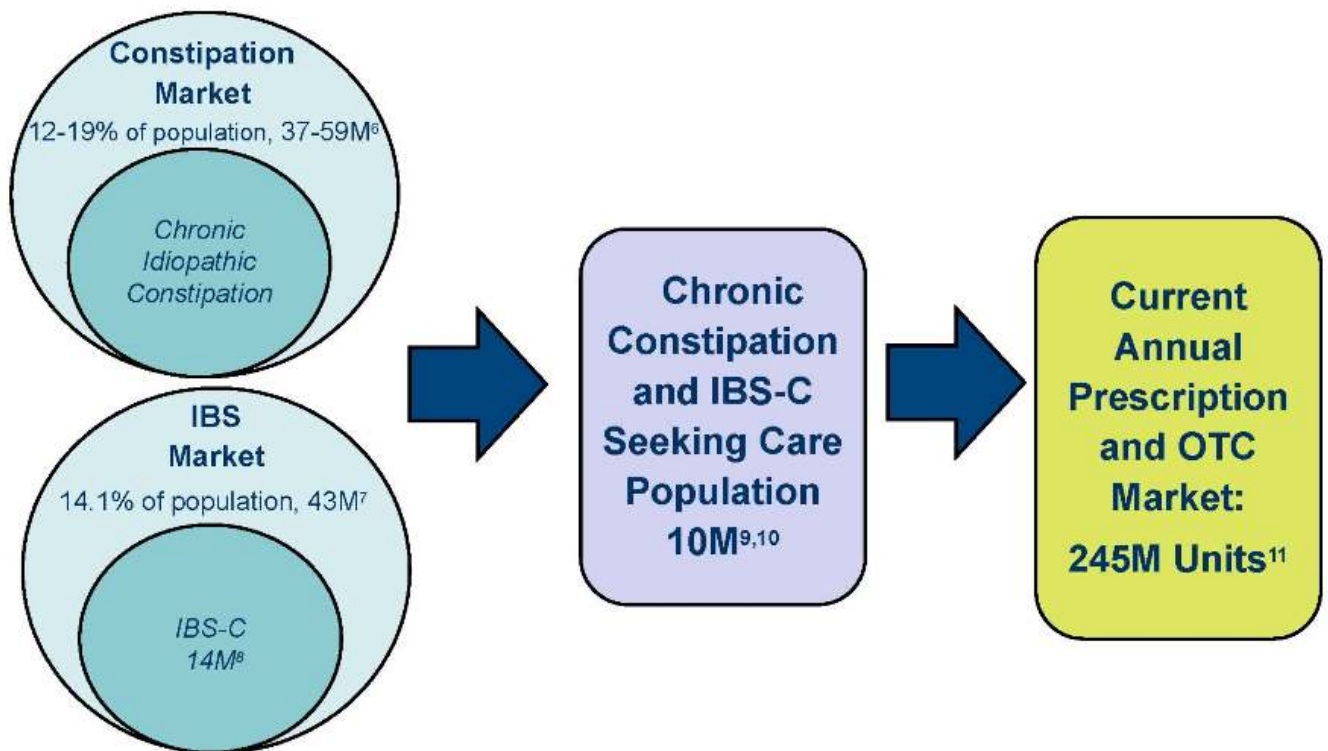 Constipation
Market
12-19% of population, 37-59M⁶
Chronic
Idiopathic
Constipation
IBS
Market
14.1% of population, 43M⁷
IBS-C
14M⁸
Chronic
Constipation
and IBS-C
Seeking Care
Population
10M⁹,¹⁰
Current
Annual
Prescription
and OTC
Market:
245M Units¹¹